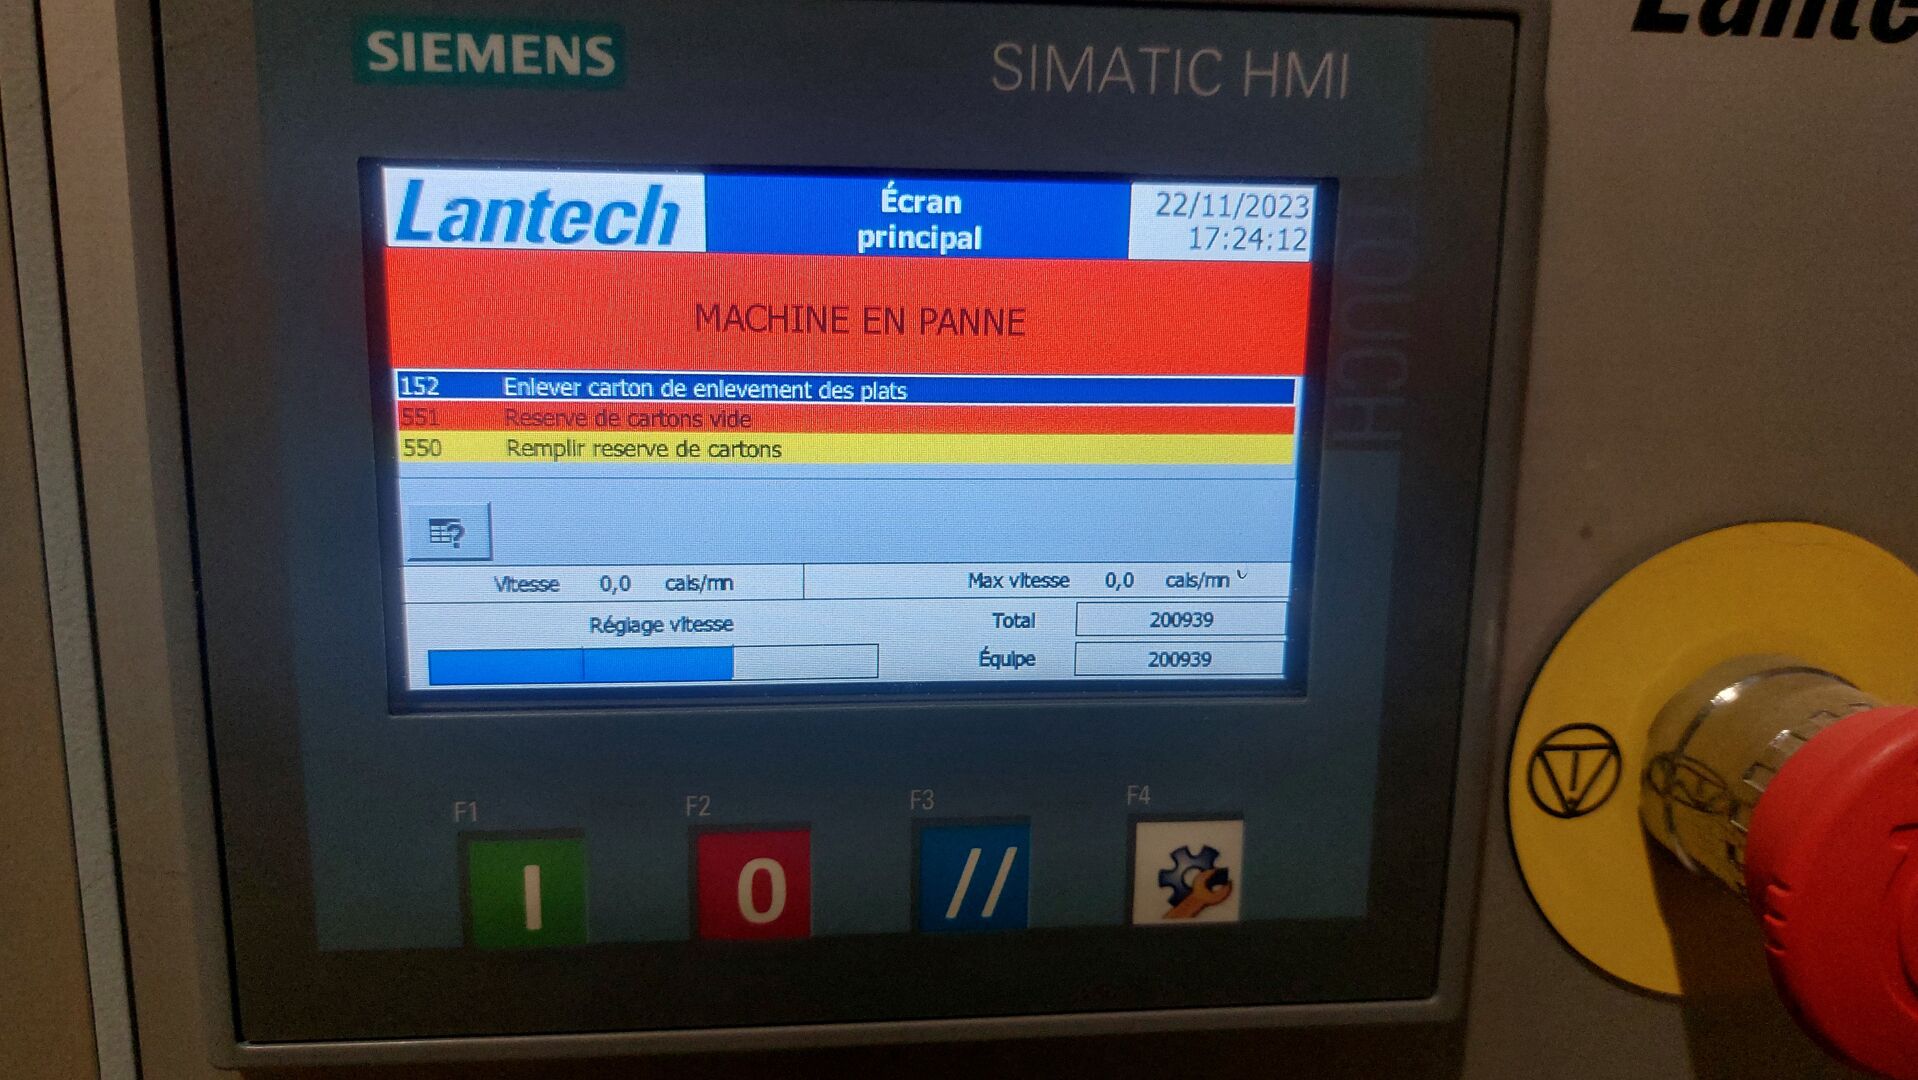 Lantech
SIEMENS
SIMATIC HMI
TOUCH
Lantech
Écran
principal
22/11/2023
17:24:12
MACHINE EN PANNE
152 Enlever carton de enlevement des plats
551 Reserve de cartons vide
550 Remplir reserve de cartons
?
Vitesse 0,0 cais/mn
Max vitesse 0,0 cais/mn
Réglage vitesse
Total 200939
Équipe 200939
F1
F2
F3
F4
I
O
//